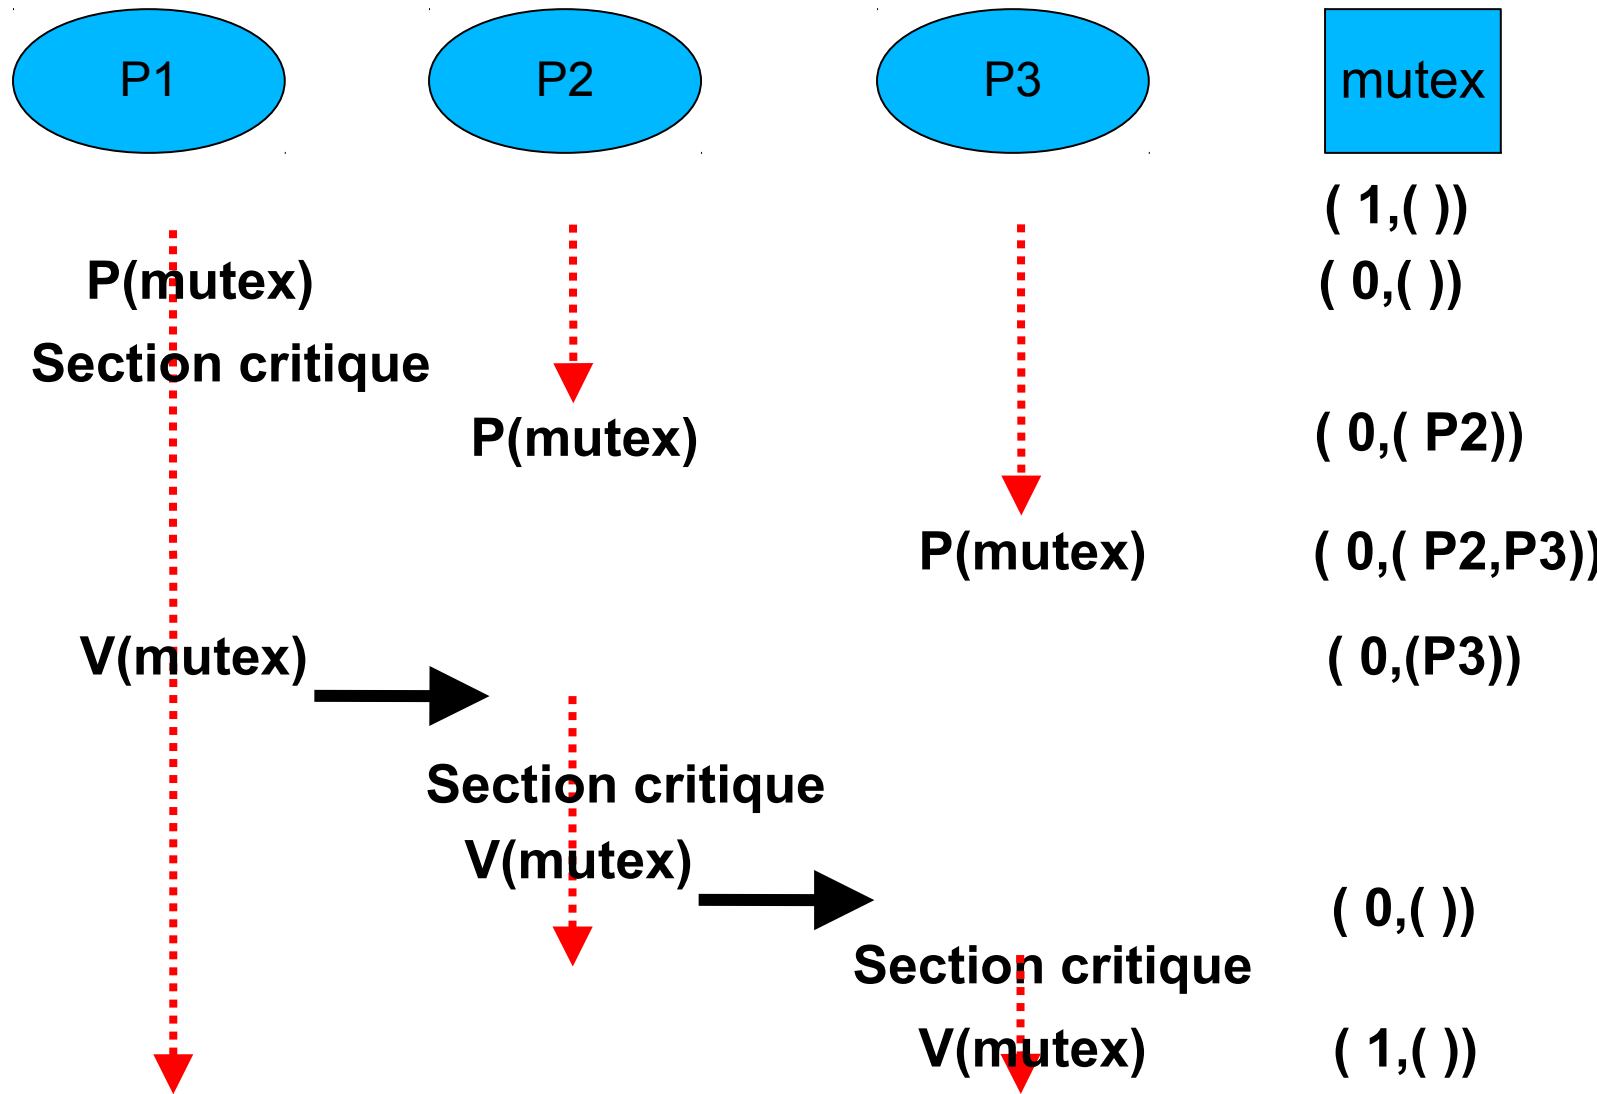 P1 P2 P3 mutex
( 1,( ))
P(mutex) ( 0,( ))
Section critique
P(mutex) ( 0,( P2))
P(mutex) ( 0,( P2,P3))
V(mutex) ( 0,(P3))
Section critique
V(mutex)
( 0,( ))
Section critique
V(mutex) ( 1,( ))